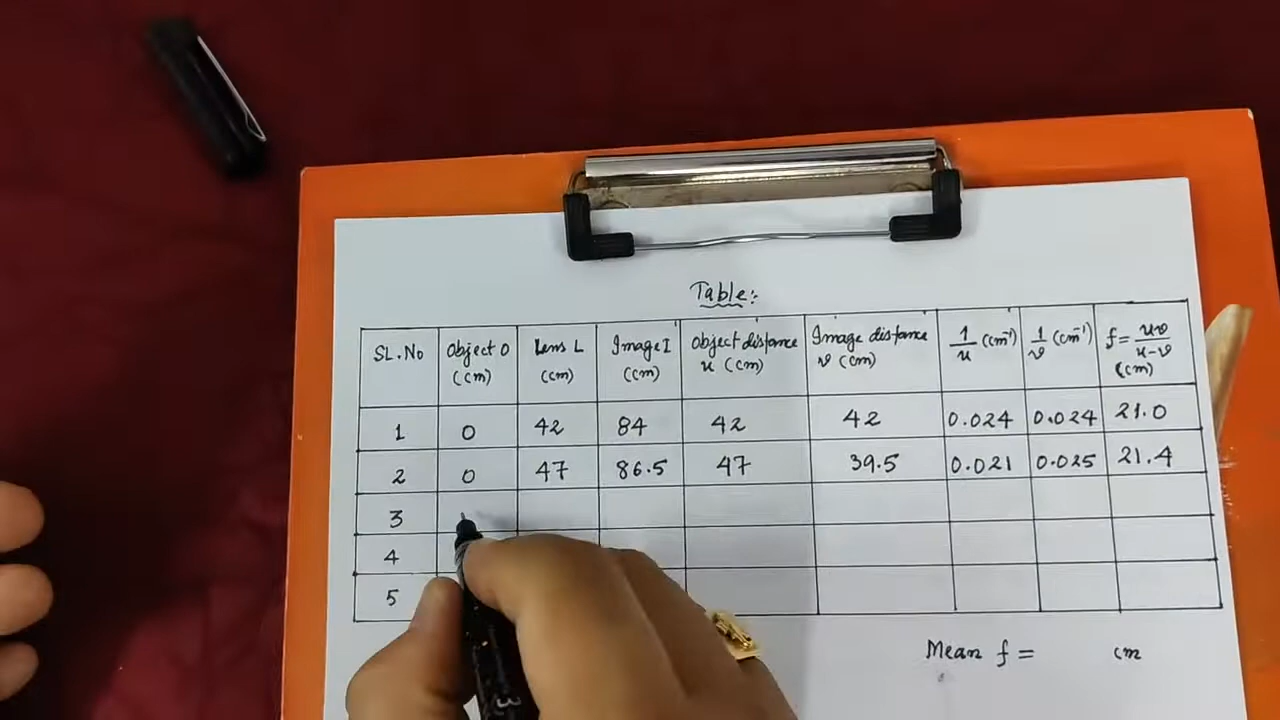 Table:
SL.No Object O (cm) Lens L (cm) Image I (cm) Object distance u (cm) Image distance v (cm) 1/u (cm⁻¹) 1/v (cm⁻¹) f = uv/u-v (cm)
1 0 42 84 42 42 0.024 0.024 21.0
2 0 47 86.5 47 39.5 0.021 0.025 21.4
3
4
5
Mean f = cm